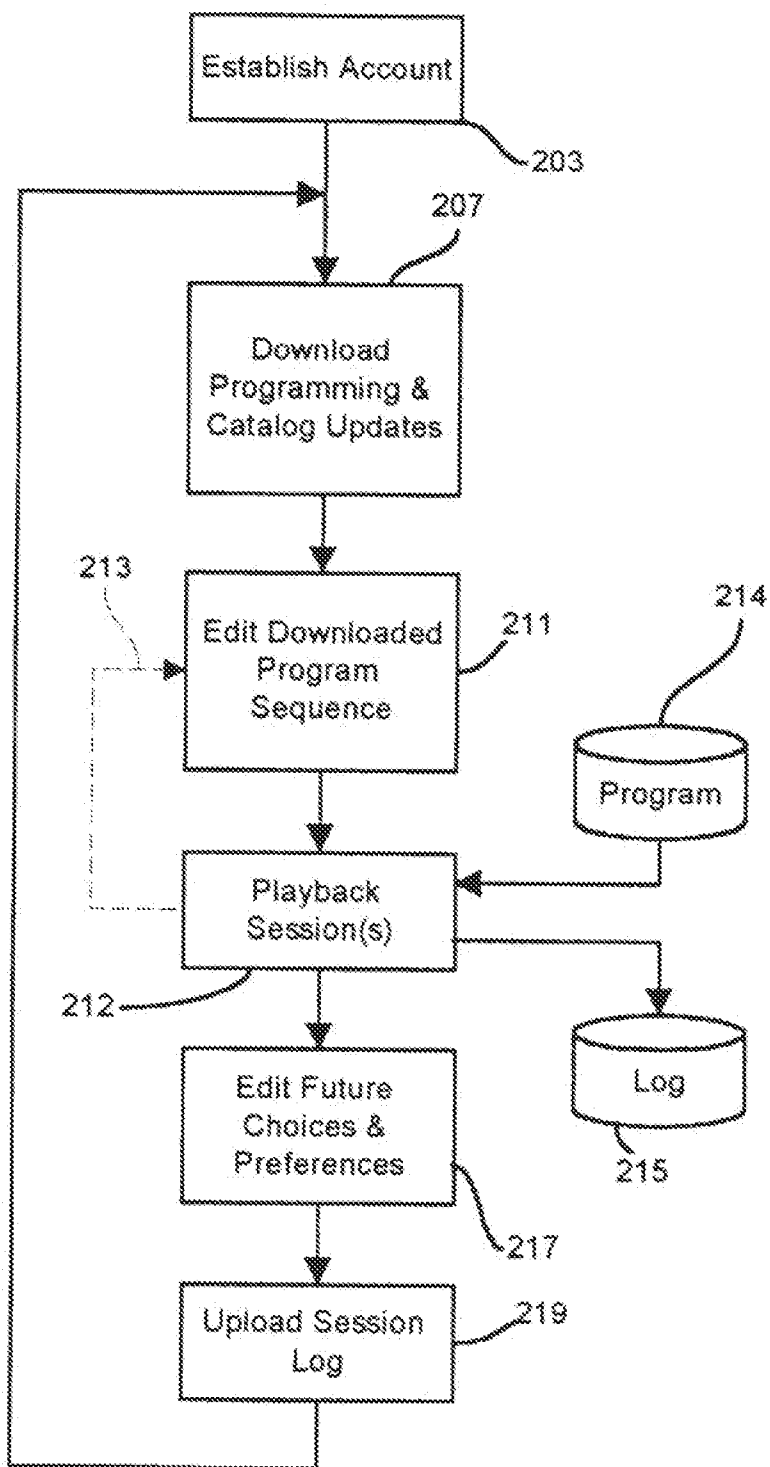 Establish Account
203
207
Download
Programming &
Catalog Updates
213
Edit Downloaded
Program
Sequence
211
214
Program
Playback
Session(s)
212
Log
215
Edit Future
Choices &
Preferences
217
Upload Session
Log
219